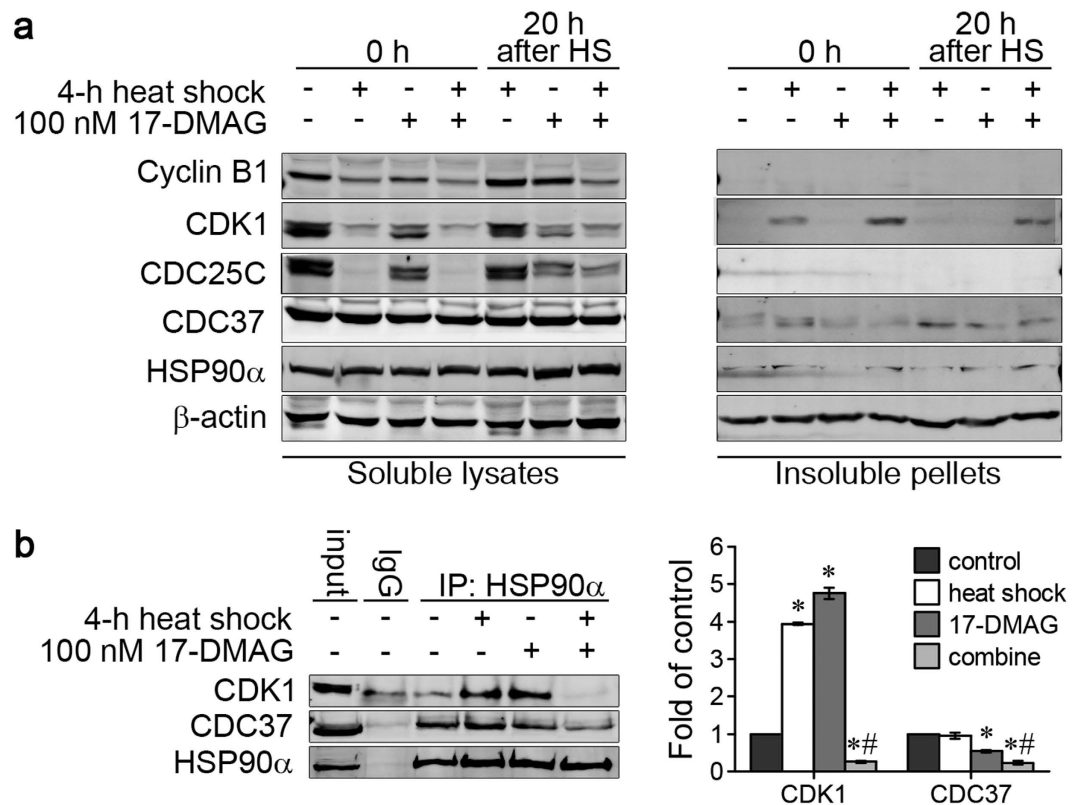 a
0 h
20 h
after HS
0 h
20 h
after HS
4-h heat shock - + - + + - + - + - + + - +
100 nM 17-DMAG - - + + - + + - - + + - + +
Cyclin B1
CDK1
CDC25C
CDC37
HSP90α
β-actin
Soluble lysates
Insoluble pellets
b
input
IgG
IP: HSP90α
4-h heat shock - - - + - +
100 nM 17-DMAG - - - - + +
CDK1
CDC37
HSP90α
Fold of control
6
5
4
3
2
1
0
* * *#
* *#
CDK1 CDC37
control
heat shock
17-DMAG
combine